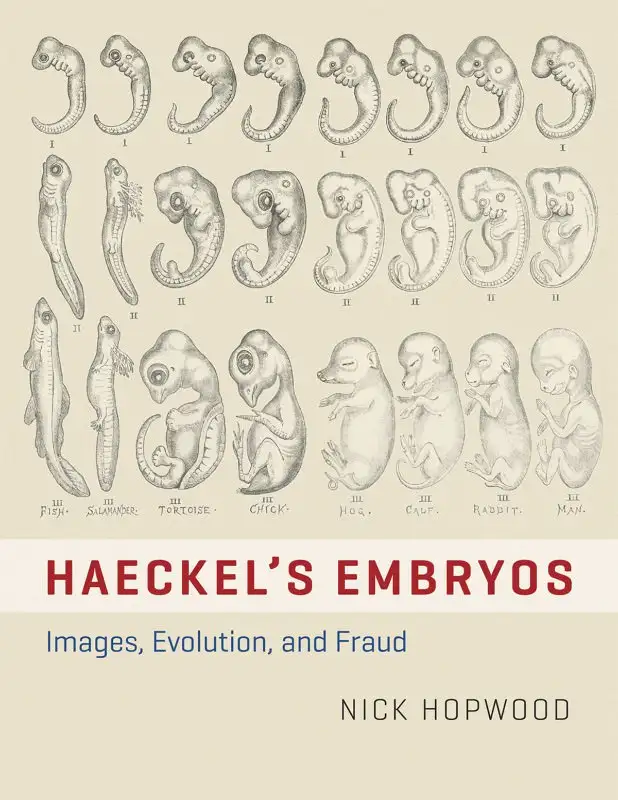 I I I I I I I I
II II II II II II II II
III III III III III III III III
FISH. SALAMANDER. TORTOISE. CHICK. HOG. CALF. RABBIT. MAN.
HAECKEL'S EMBRYOS
Images, Evolution, and Fraud
NICK HOPWOOD